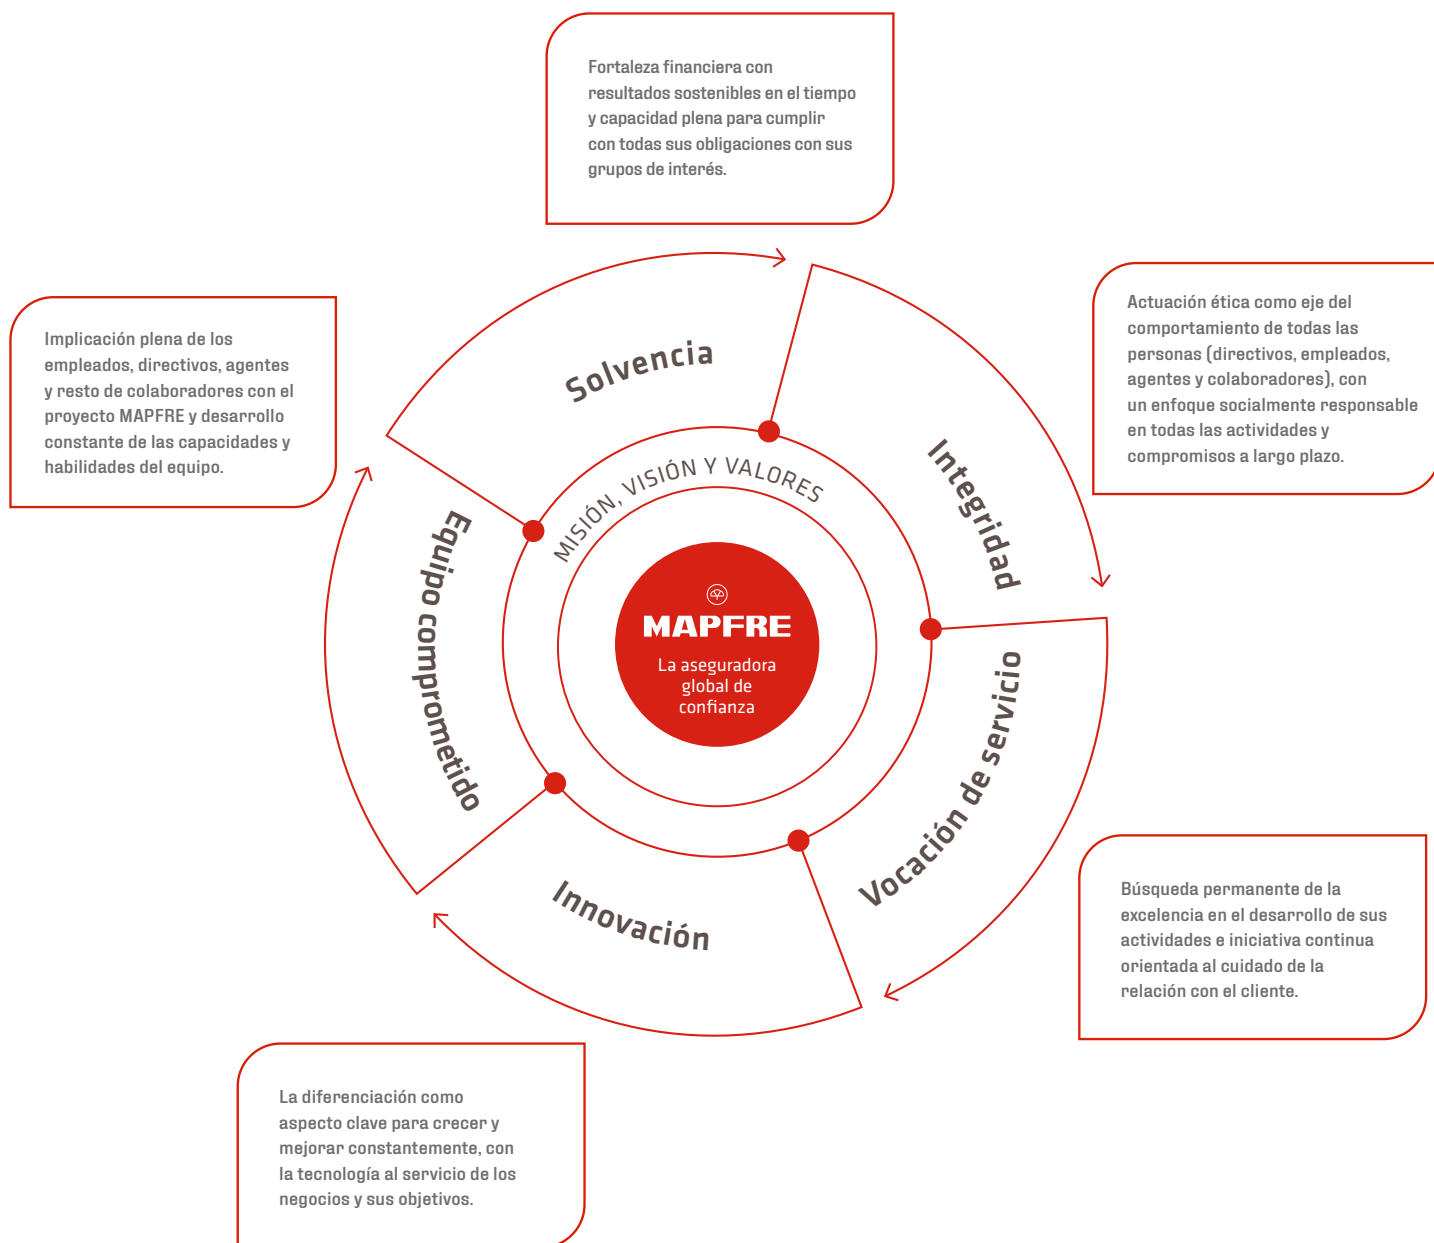 Fortaleza financiera con
resultados sostenibles en el tiempo
y capacidad plena para cumplir
con todas sus obligaciones con sus
grupos de interés.
Implicación plena de los
empleados, directivos, agentes
y resto de colaboradores con el
proyecto MAPFRE y desarrollo
constante de las capacidades y
habilidades del equipo.
Actuación ética como eje del
comportamiento de todas las
personas (directivos, empleados,
agentes y colaboradores), con
un enfoque socialmente responsable
en todas las actividades y
compromisos a largo plazo.
Solvencia
Integridad
MISIÓN, VISIÓN Y VALORES
Equipo comprometido
MAPFRE
La aseguradora
global de
confianza
Vocación de servicio
Innovación
Búsqueda permanente de la
excelencia en el desarrollo de sus
actividades e iniciativa continua
orientada al cuidado de la
relación con el cliente.
La diferenciación como
aspecto clave para crecer y
mejorar constantemente, con
la tecnología al servicio de los
negocios y sus objetivos.